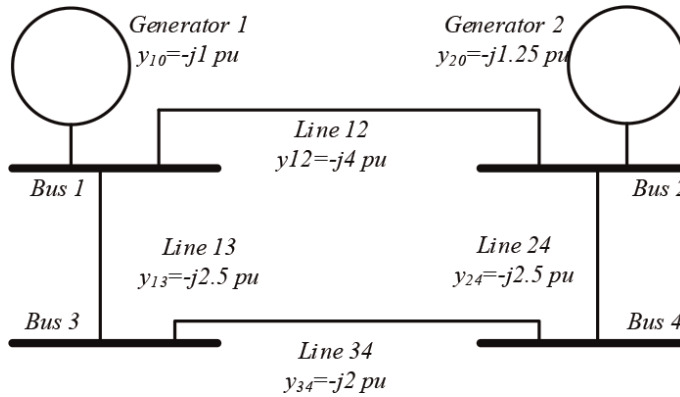 Generator 1
y10=-j1 pu
Generator 2
y20=-j1.25 pu
Line 12
y12=-j4 pu
Bus 1
Bus 2
Line 13
y13=-j2.5 pu
Line 24
y24=-j2.5 pu
Bus 3
Bus 4
Line 34
y34=-j2 pu